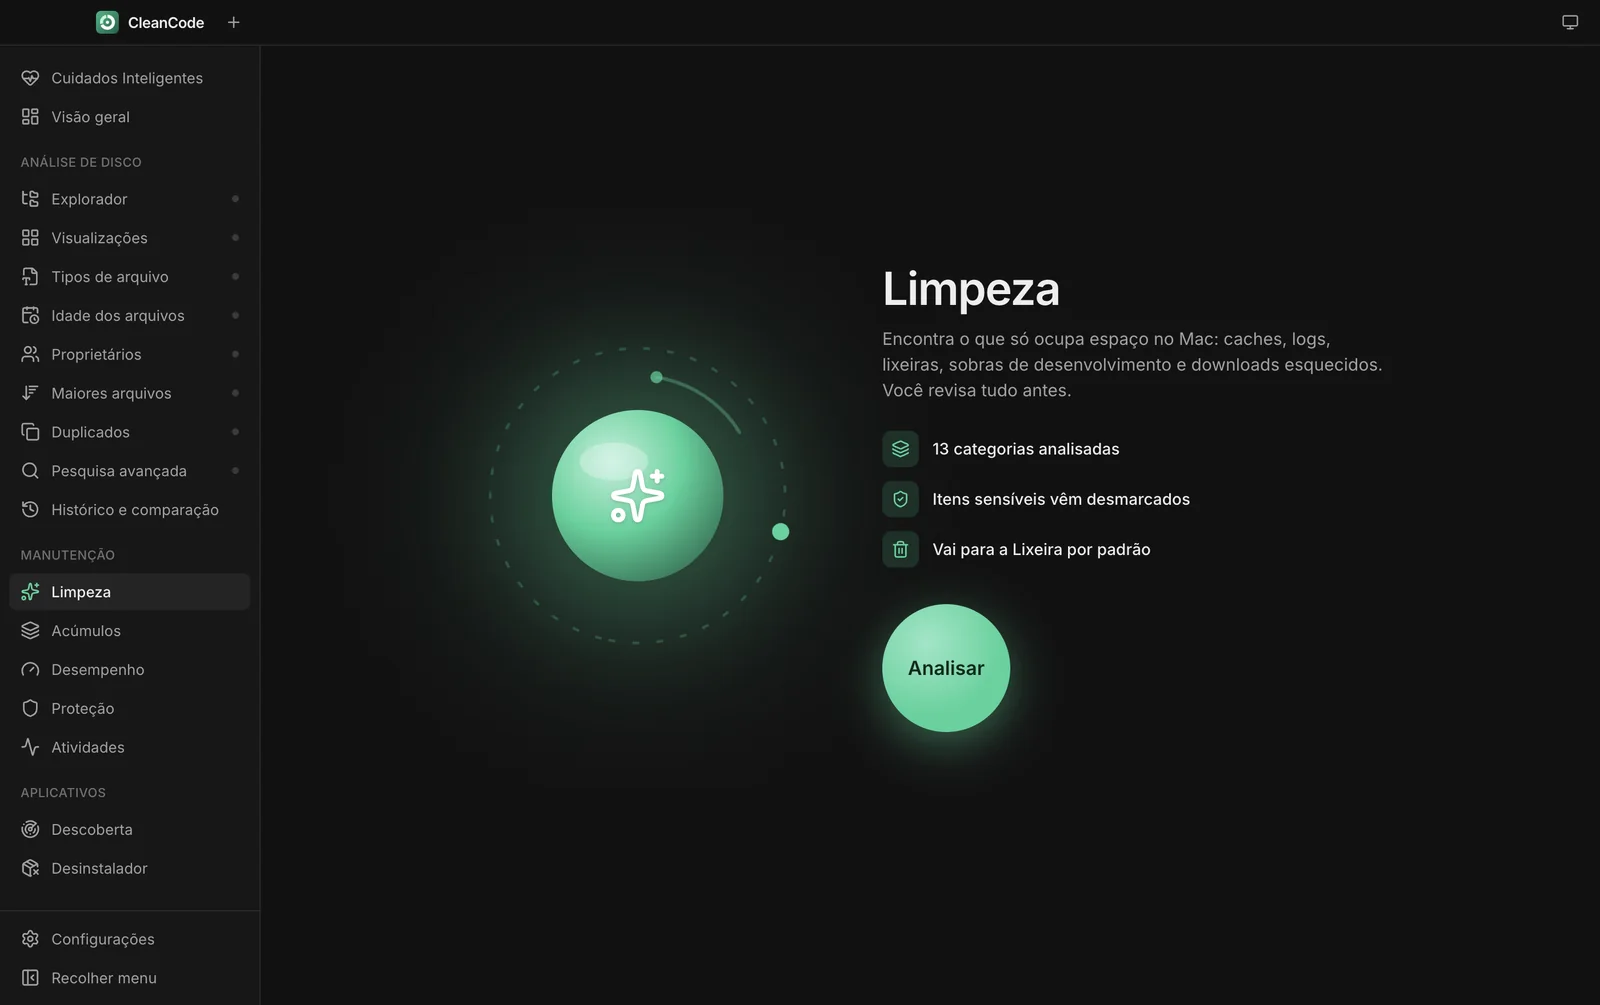 CleanCode
Cuidados Inteligentes
Visão geral
ANÁLISE DE DISCO
Explorador
Visualizações
Tipos de arquivo
Idade dos arquivos
Proprietários
Maiores arquivos
Duplicados
Pesquisa avançada
Histórico e comparação
MANUTENÇÃO
Limpeza
Acúmulos
Desempenho
Proteção
Atividades
APLICATIVOS
Descoberta
Desinstalador
Configurações
Recolher menu
Limpeza
Encontra o que só ocupa espaço no Mac: caches, logs,
lixeiras, sobras de desenvolvimento e downloads esquecidos.
Você revisa tudo antes.
13 categorias analisadas
Itens sensíveis vêm desmarcados
Vai para a Lixeira por padrão
Analisar